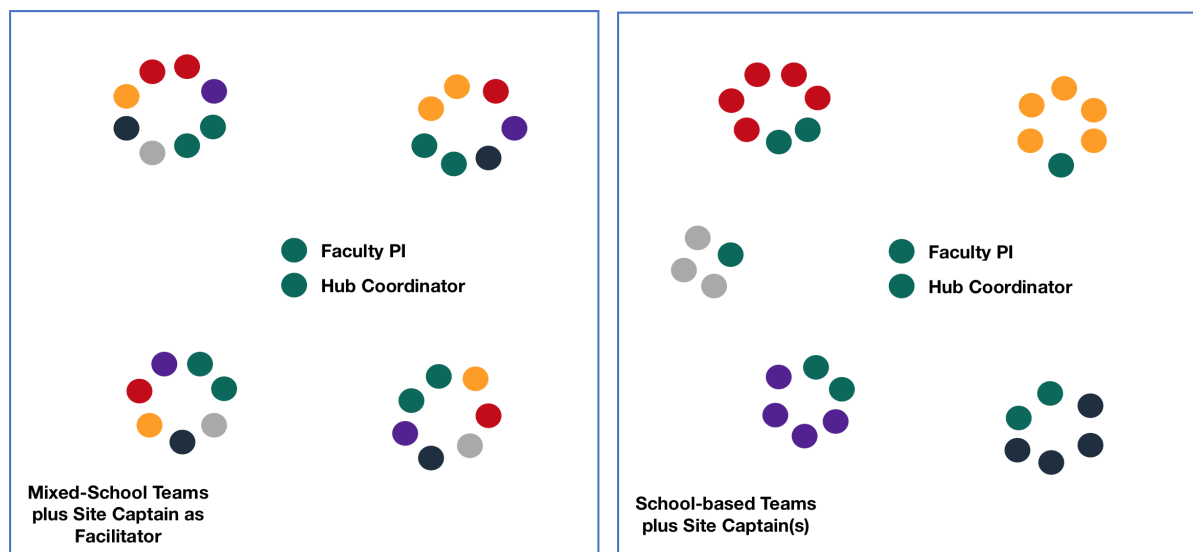 Faculty PI
Hub Coordinator
Mixed-School Teams
plus Site Captain as
Facilitator
Faculty PI
Hub Coordinator
School-based Teams
plus Site Captain(s)